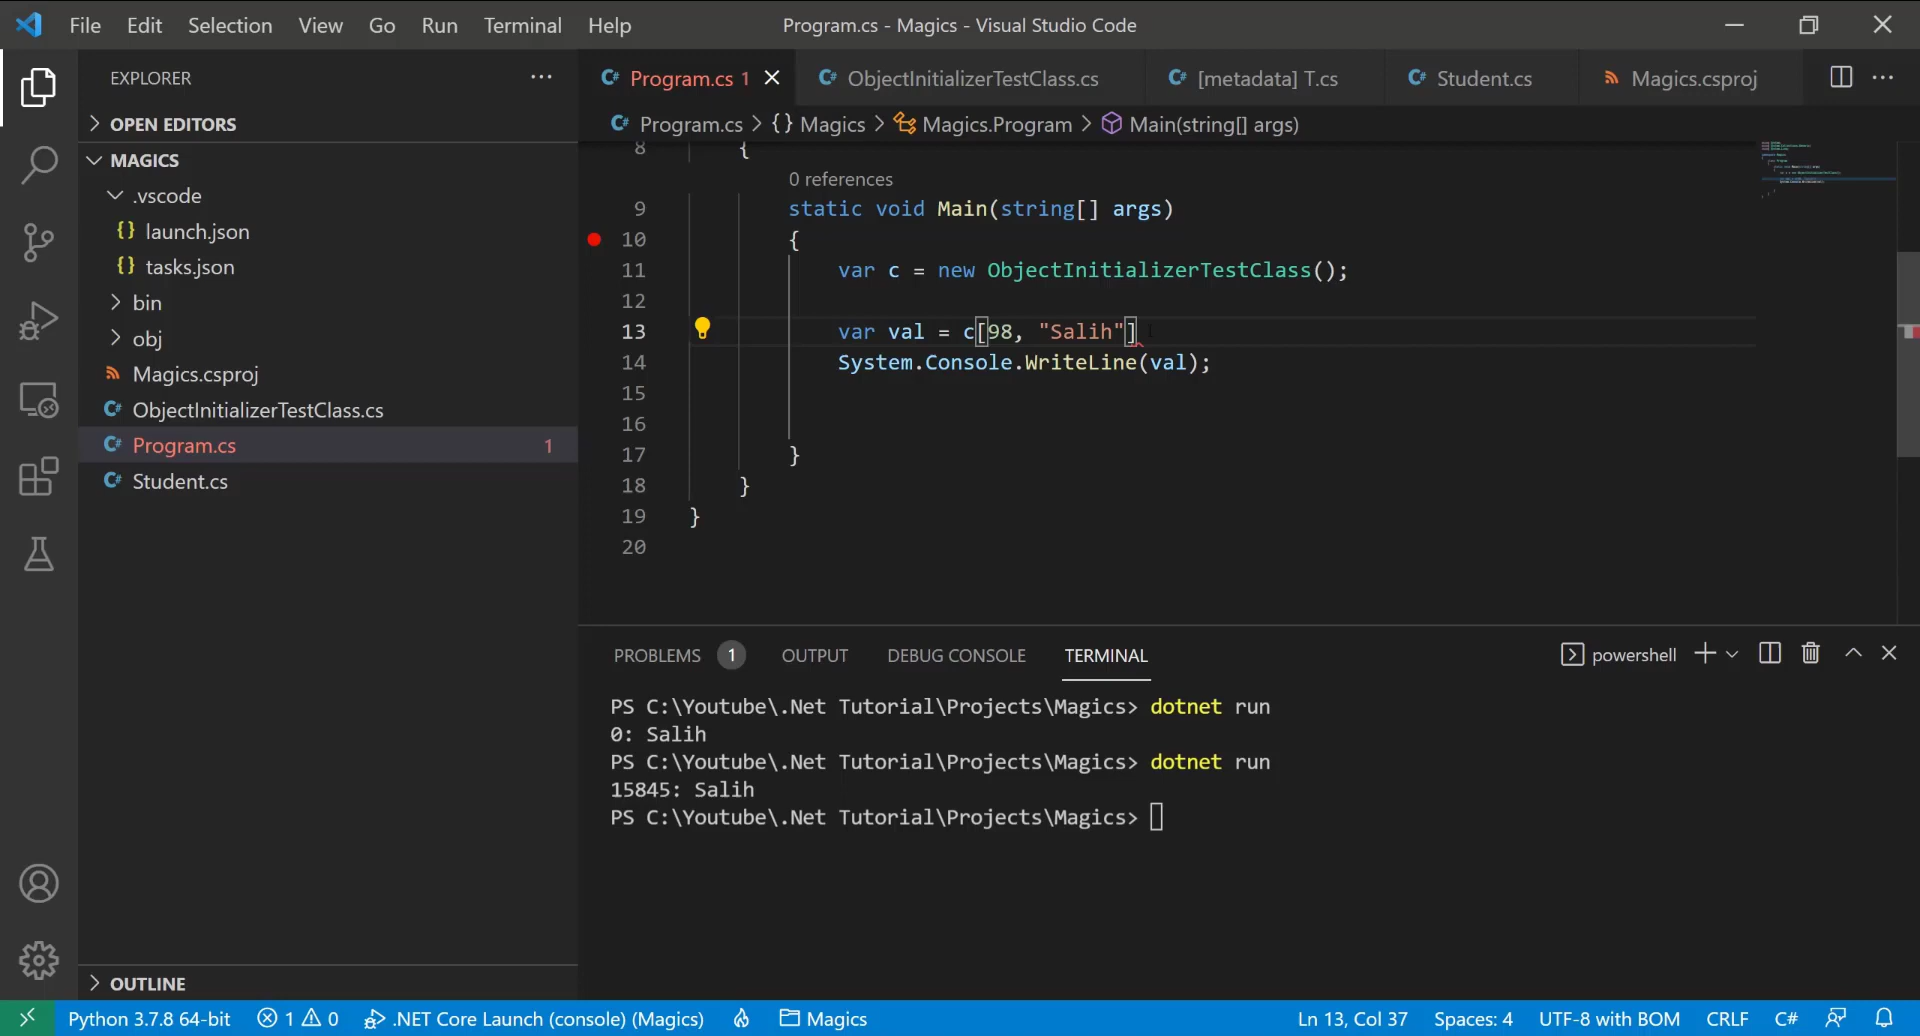 File Edit Selection View Go Run Terminal Help
Program.cs - Magics - Visual Studio Code
EXPLORER
OPEN EDITORS
MAGICS
.vscode
{} launch.json
{} tasks.json
bin
obj
Magics.csproj
C# ObjectInitializerTestClass.cs
C# Program.cs 1
C# Student.cs
OUTLINE
C# Program.cs 1 C# ObjectInitializerTestClass.cs C# [metadata] T.cs C# Student.cs Magics.csproj
C# Program.cs > {} Magics > Magics.Program > Main(string[] args)
8 {
0 references
9 static void Main(string[] args)
10 {
11 var c = new ObjectInitializerTestClass();
12
13 var val = c[98, "Salih"]
14 System.Console.WriteLine(val);
15
16
17 }
18 }
19 }
20
PROBLEMS 1 OUTPUT DEBUG CONSOLE TERMINAL
powershell
PS C:\Youtube\.Net Tutorial\Projects\Magics> dotnet run
0: Salih
PS C:\Youtube\.Net Tutorial\Projects\Magics> dotnet run
15845: Salih
PS C:\Youtube\.Net Tutorial\Projects\Magics>
Python 3.7.8 64-bit 1 0 .NET Core Launch (console) (Magics) Magics
Ln 13, Col 37 Spaces: 4 UTF-8 with BOM CRLF C#